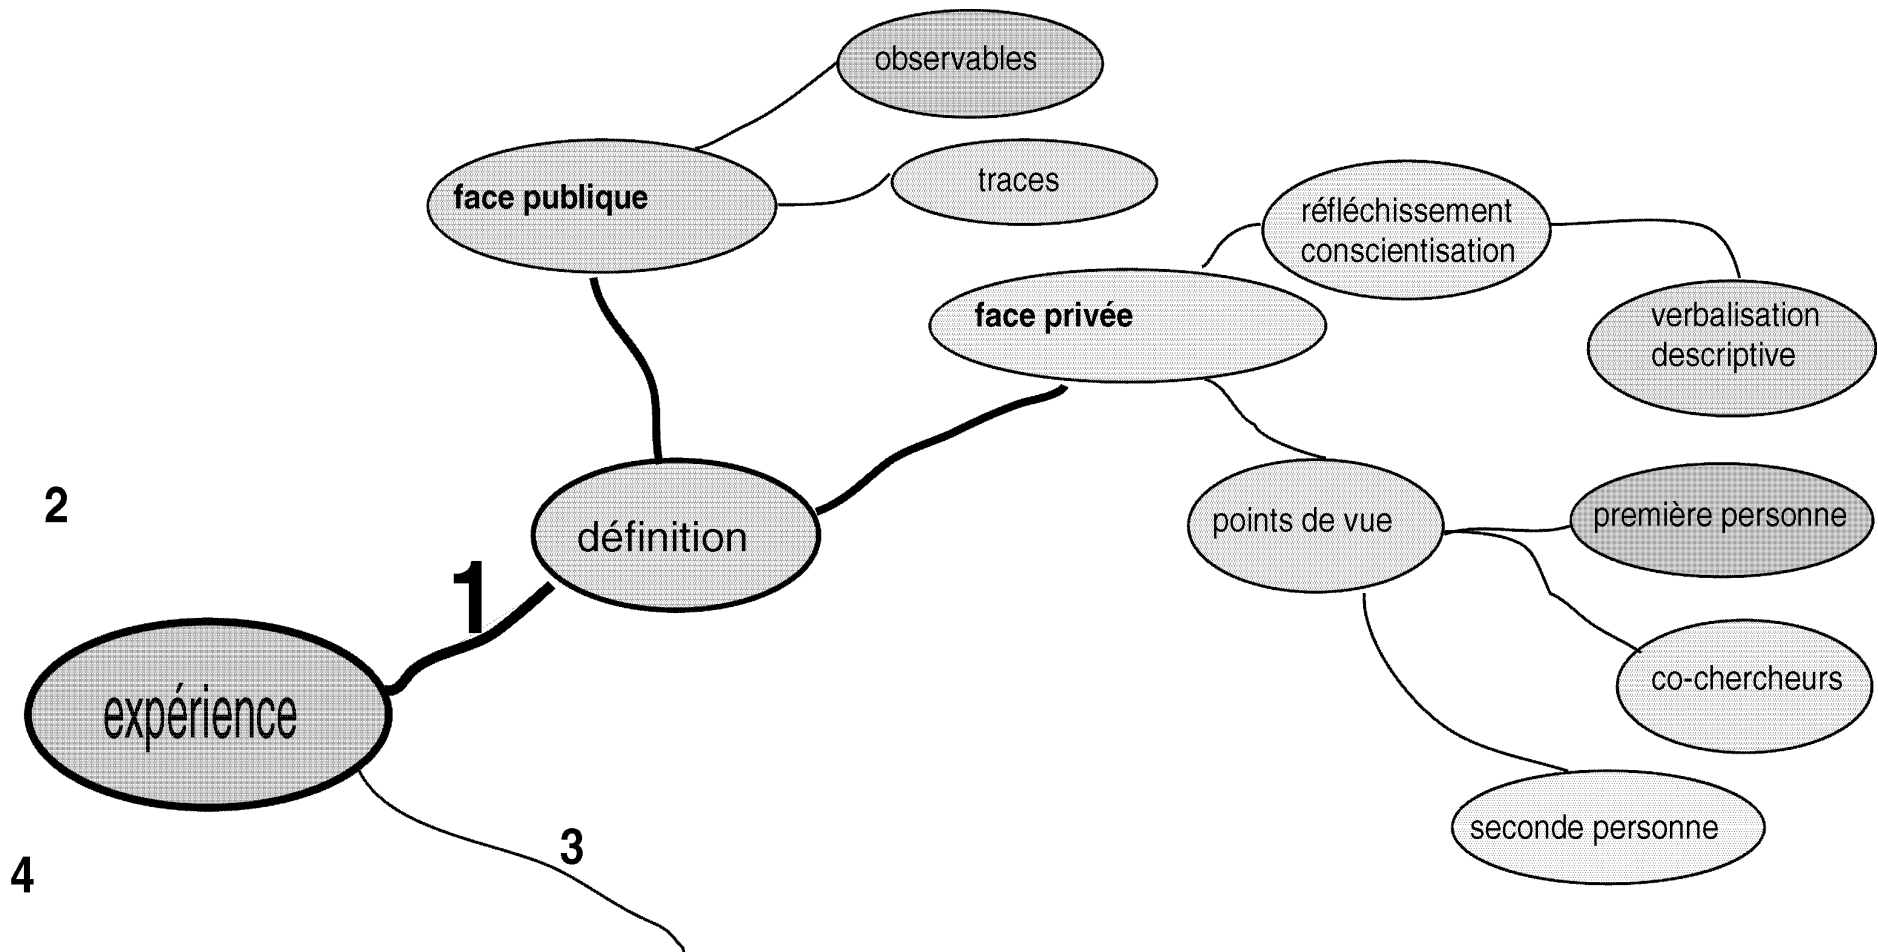 observables
face publique
traces
réfléchissement
conscientisation
face privée
verbalisation
descriptive
2
définition
points de vue
première personne
1
expérience
co-chercheurs
3
seconde personne
4